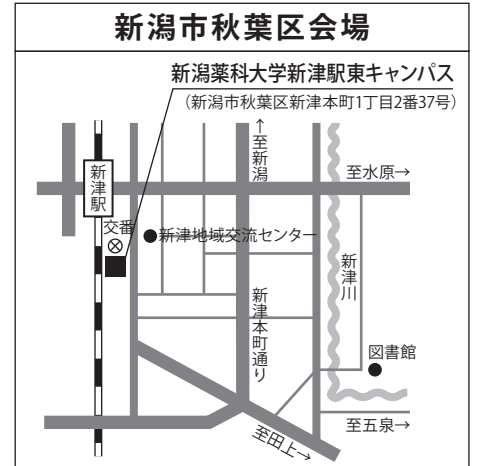 新潟市秋葉区会場
新潟薬科大学新津駅東キャンパス
（新潟市秋葉区新津本町1丁目2番37号）
←至新潟
新津駅
至水原→
交番
新津地域交流センター
新津川
新津本町通り
図書館
至五泉→
至田上→